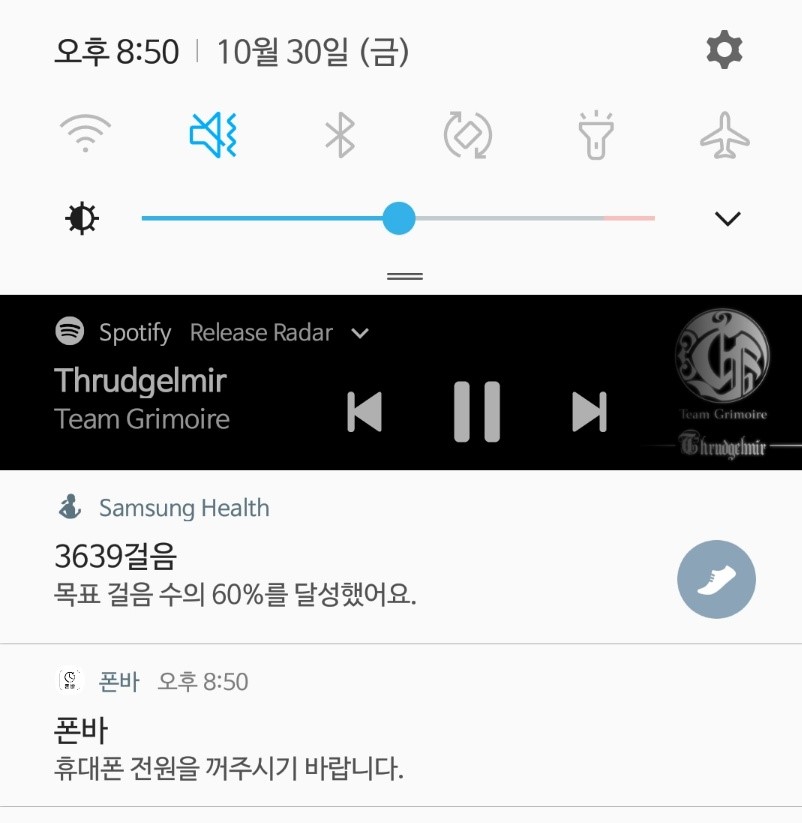 오후 8:50 | 10월 30일 (금)
Spotify Release Radar
Thrudgelmir
Team Grimoire
Team Grimoire
Thrudgelmir
Samsung Health
3639걸음
목표 걸음 수의 60%를 달성했어요.
폰바 오후 8:50
폰바
휴대폰 전원을 꺼주시기 바랍니다.